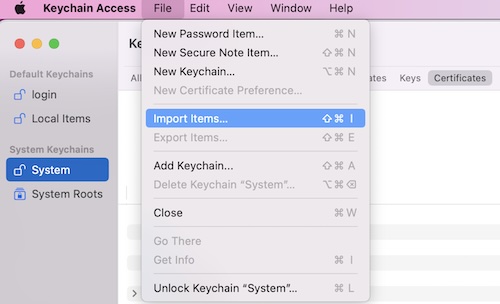 Keychain Access File Edit View Window Help
Default Keychains
login
Local Items
System Keychains
System
System Roots
Ke
All
ates Keys Certificates
New Password Item... ⌘ N
New Secure Note Item... ⇧⌘ N
New Keychain... ⌥⌘ N
New Certificate Preference...
Import Items... ⇧⌘ I
Export Items... ⇧⌘ E
Add Keychain... ⇧⌘ A
Delete Keychain “System”... ⌥⌘⌫
Close ⌘ W
Go There
Get Info ⌘ I
Unlock Keychain “System”... ⌘ L